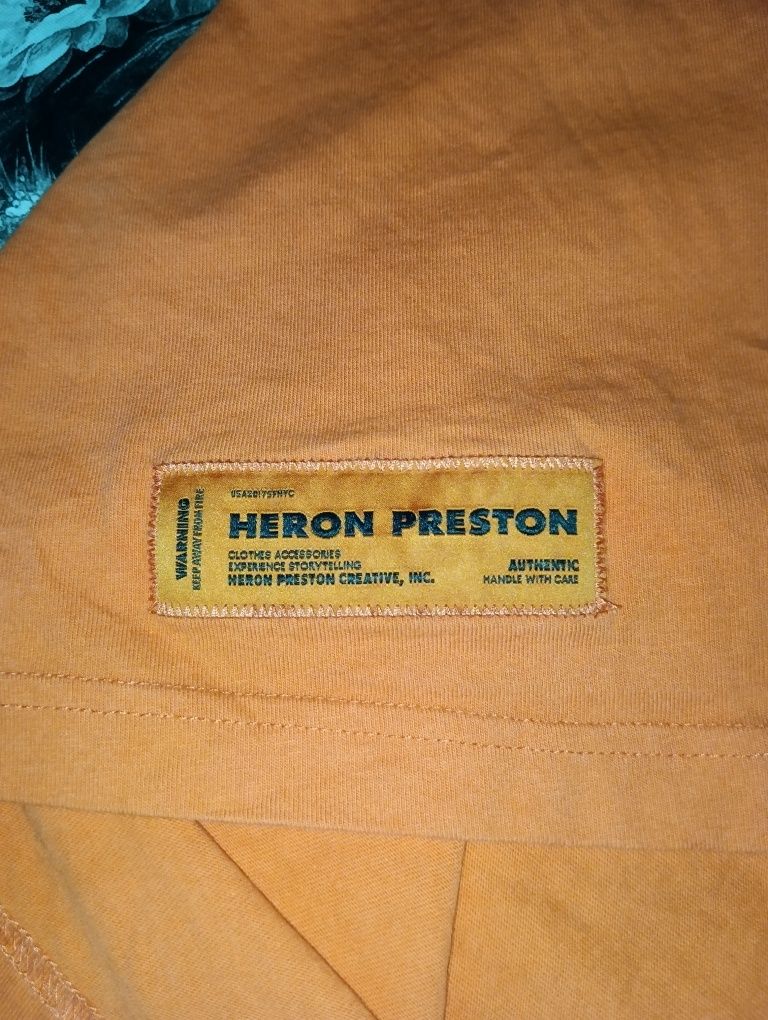 WARNING
KEEP AWAY FROM FIRE
USA2017SFNYC
HERON PRESTON
CLOTHES ACCESSORIES
EXPERIENCE STORYTELLING
HERON PRESTON CREATIVE, INC.
AUTHENTIC
HANDLE WITH CARE